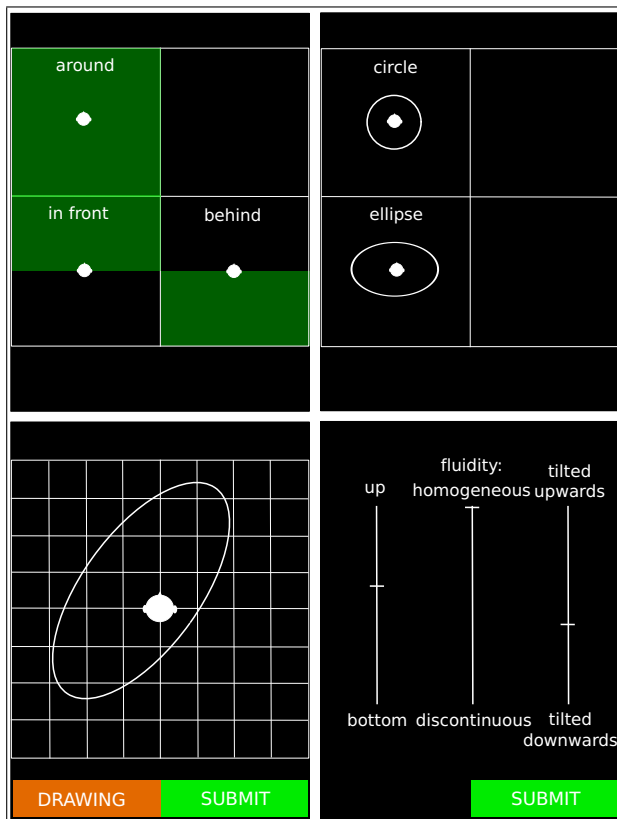 around
in front
behind
circle
ellipse
DRAWING
SUBMIT
up
fluidity:
homogeneous
tilted
upwards
bottom
discontinuous
tilted
downwards
SUBMIT